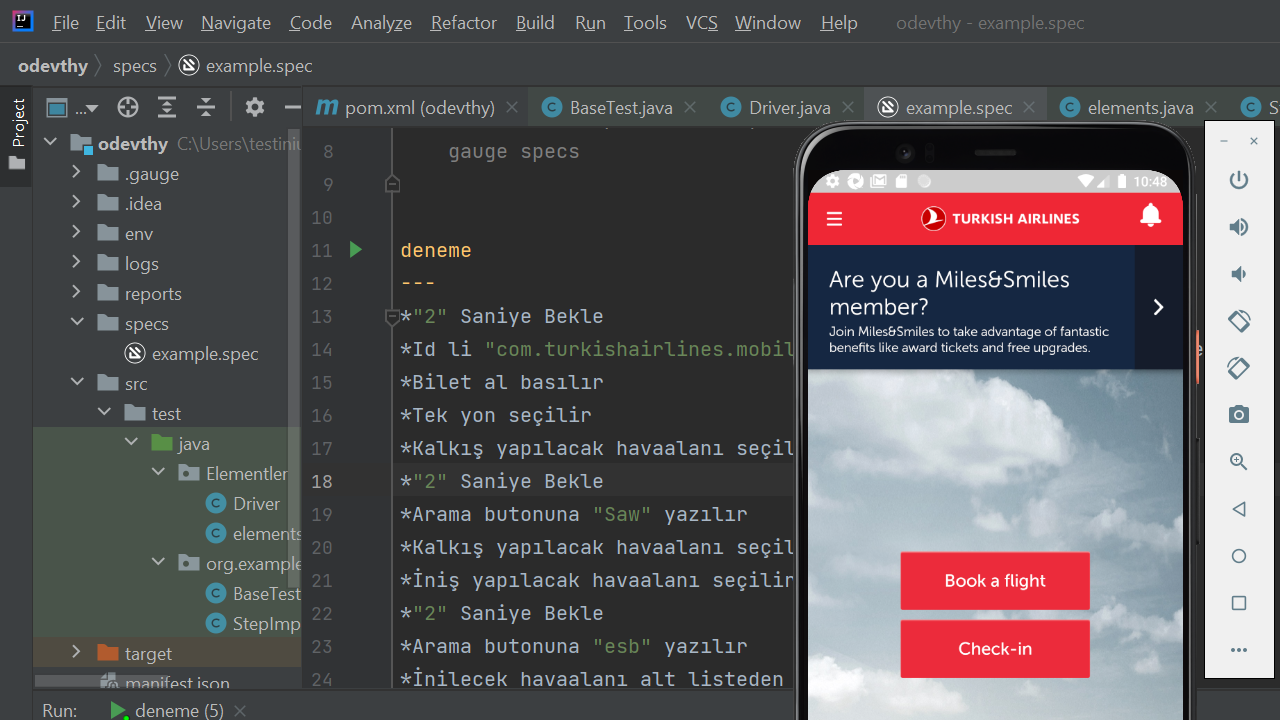 File Edit View Navigate Code Analyze Refactor Build Run Tools VCS Window Help odevthy - example.spec
odevthy specs example.spec
Project
...
pom.xml (odevthy) BaseTest.java Driver.java example.spec elements.java S
odevthy C:\Users\testiniu
.gauge
.idea
env
logs
reports
specs
example.spec
src
test
java
Elementler
Driver
elements
org.example
BaseTest
StepImp
target
manifest.json
8 gauge specs
9
10
11 deneme
12 ---
13 *"2" Saniye Bekle
14 *Id li "com.turkishairlines.mobil
15 *Bilet al basılır
16 *Tek yon seçilir
17 *Kalkış yapılacak havaalanı seçil
18 *"2" Saniye Bekle
19 *Arama butonuna "Saw" yazılır
20 *Kalkış yapılacak havaalanı seçil
21 *İniş yapılacak havaalanı seçilir
22 *"2" Saniye Bekle
23 *Arama butonuna "esb" yazılır
24 *İnilecek havaalanı alt listeden
Run: deneme (5)
10:48
TURKISH AIRLINES
Are you a Miles&Smiles
member?
Join Miles&Smiles to take advantage of fantastic
benefits like award tickets and free upgrades.
Book a flight
Check-in